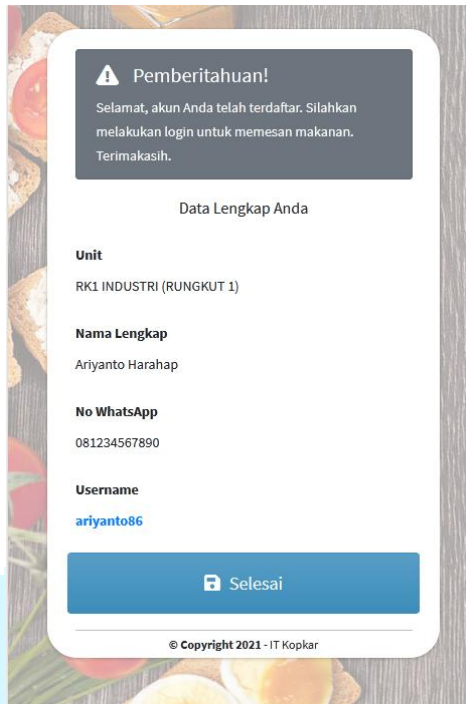 Pemberitahuan!
Selamat, akun Anda telah terdaftar. Silahkan
melakukan login untuk memesan makanan.
Terimakasih.
Data Lengkap Anda
Unit
RK1 INDUSTRI (RUNGKUT 1)
Nama Lengkap
Ariyanto Harahap
No WhatsApp
081234567890
Username
ariyanto86
Selesai
© Copyright 2021 - IT Kopkar